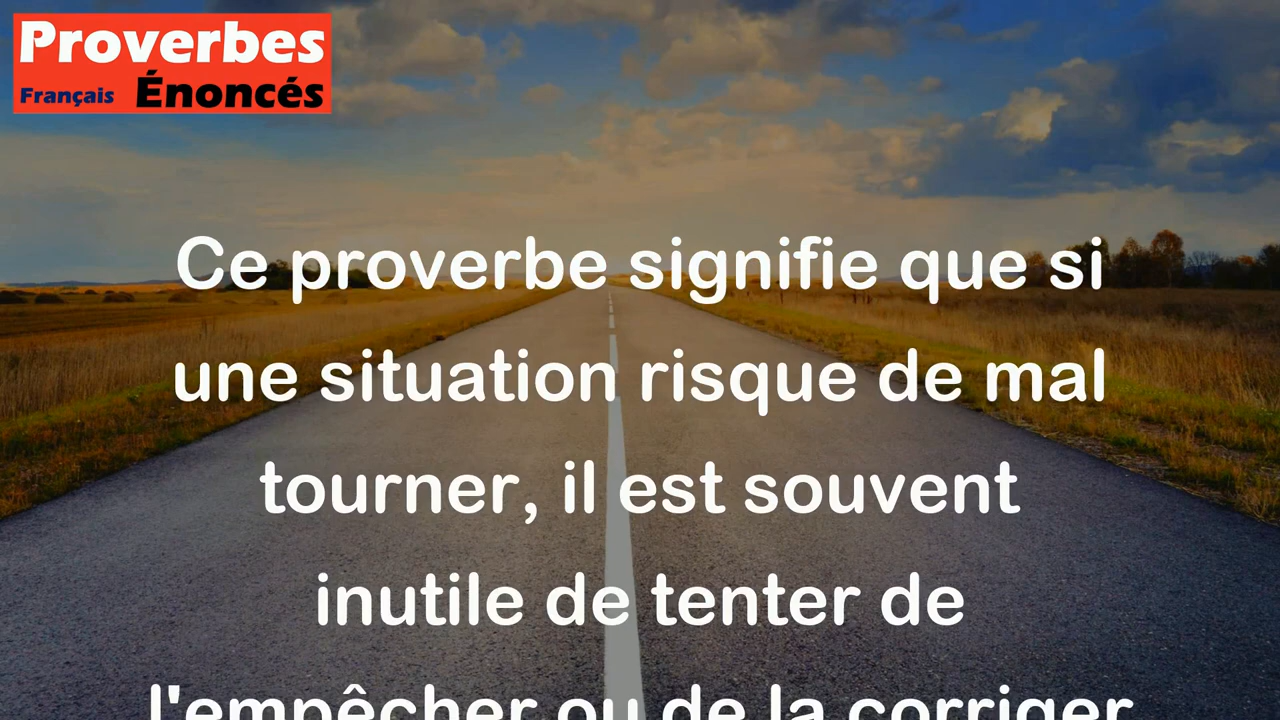 Proverbes
Français Énoncés
Ce proverbe signifie que si
une situation risque de mal
tourner, il est souvent
inutile de tenter de
l'empêcher ou de la corriger